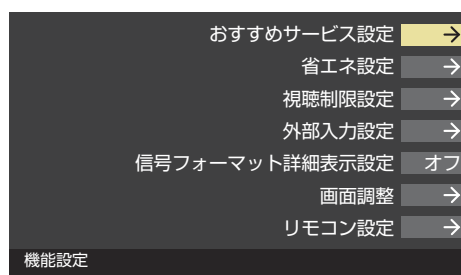 おすすめサービス設定 →
省エネ設定 →
視聴制限設定 →
外部入力設定 →
信号フォーマット詳細表示設定 オフ
画面調整 →
リモコン設定 →
機能設定